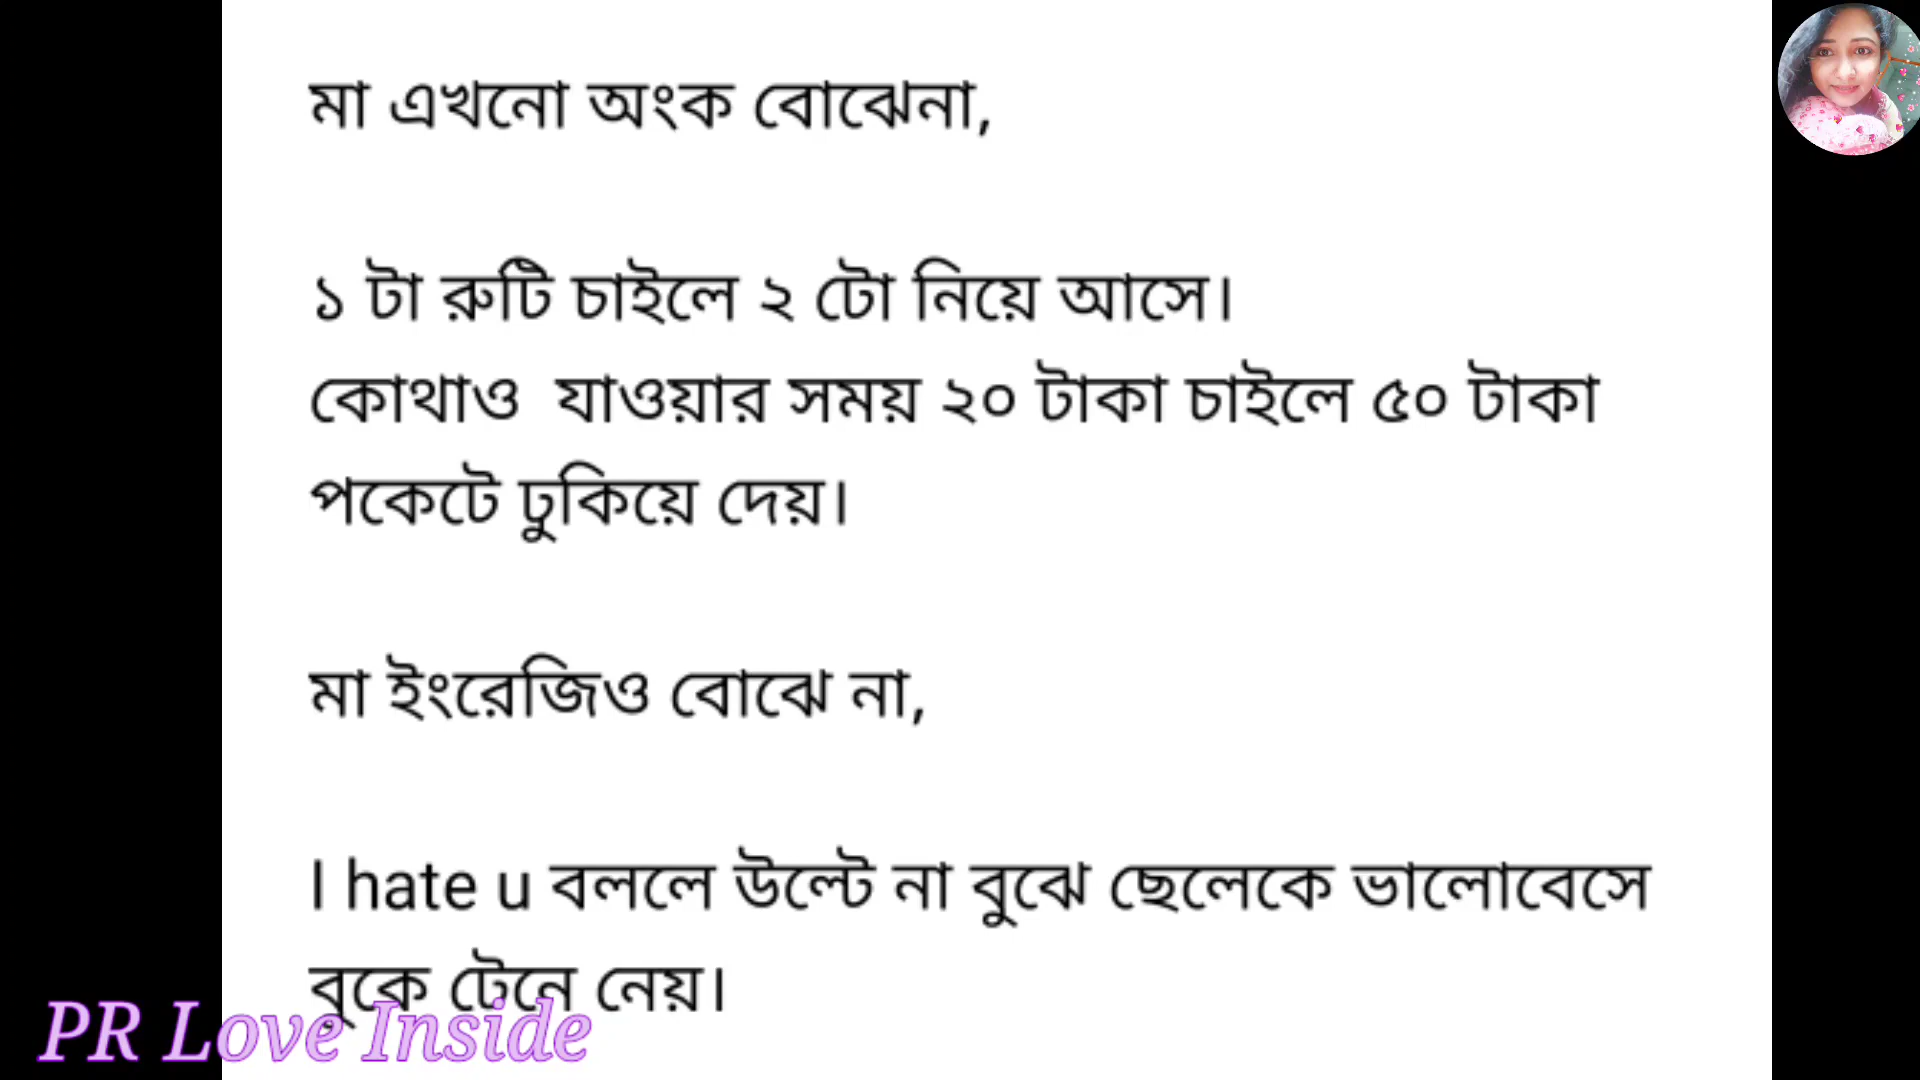 মা এখনো অংক বোঝেনা,
১ টা রুটি চাইলে ২ টো নিয়ে আসে।
কোথাও যাওয়ার সময় ২০ টাকা চাইলে ৫০ টাকা
পকেটে ঢুকিয়ে দেয়।
মা ইংরেজিও বোঝে না,
I hate u বললে উল্টে না বুঝে ছেলেকে ভালোবেসে
বুকে টেনে নেয়।
PR Love Inside